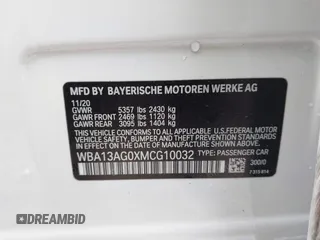 MFD BY BAYERISCHE MOTOREN WERKE AG
11/20
GVWR 5357 lbs 2430 kg
GAWR FRONT 2469 lbs 1120 kg
GAWR REAR 3095 lbs 1404 kg
THIS VEHICLE CONFORMS TO ALL APPLICABLE U.S.FEDERAL MOTOR
VEHICLE SAFETY, BUMPER, AND THEFT PREVENTION STANDARDS IN
EFFECT ON THE DATE OF MANUFACTURE SHOWN ABOVE.
WBA13AG0XMCG10032 TYPE: PASSENGER CAR
300/0
DREAMBID